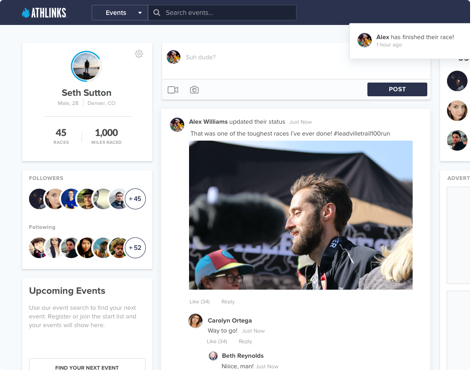 ATHLINKS
Events
Search events...
Alex has finished their race!
1 hour ago
Seth Sutton
Male, 28 | Denver, CO
45
RACES
1,000
MILES RACED
Suh dude?
POST
Alex Williams updated their status Just Now
That was one of the toughest races I've ever done! #leadvilletrail100run
Like (34) Reply
Carolyn Ortega
Way to go! Just Now
Like (34) Reply
Beth Reynolds
Niiice, man! Just Now
FOLLOWERS
+ 45
Following
+ 52
Upcoming Events
Use our event search to find your next
event. Register or join the start list and
your events will show here.
FIND YOUR NEXT EVENT
ADVERT